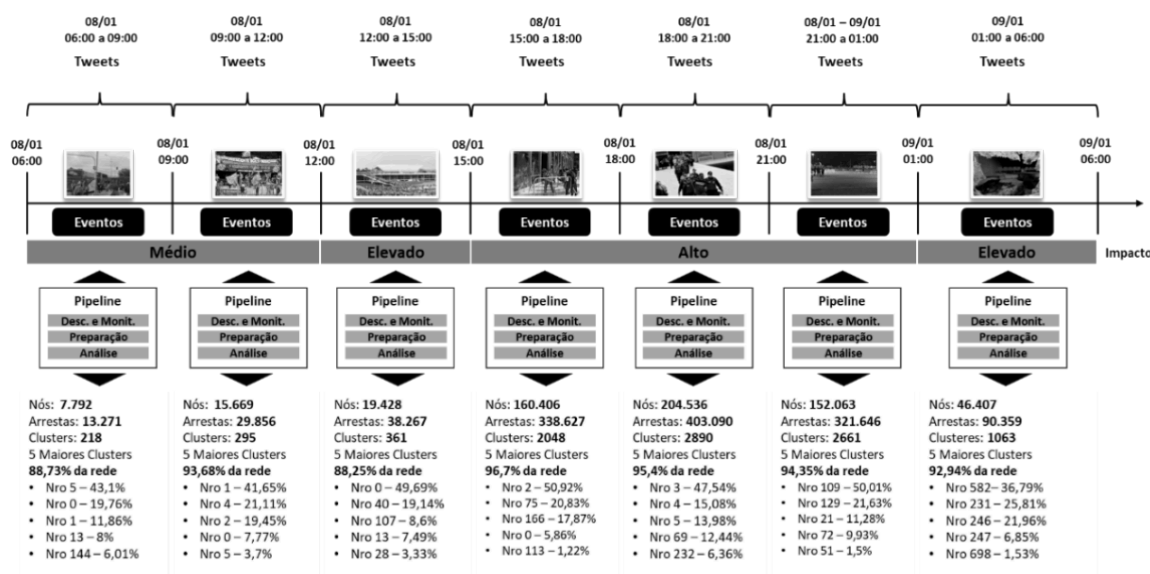 08/01
06:00 a 09:00
Tweets
08/01
09:00 a 12:00
Tweets
08/01
12:00 a 15:00
Tweets
08/01
15:00 a 18:00
Tweets
08/01
18:00 a 21:00
Tweets
08/01 – 09/01
21:00 a 01:00
Tweets
09/01
01:00 a 06:00
Tweets
08/01
06:00
08/01
09:00
08/01
12:00
08/01
15:00
08/01
18:00
08/01
21:00
09/01
01:00
09/01
06:00
Eventos
Eventos
Eventos
Eventos
Eventos
Eventos
Eventos
Médio
Elevado
Alto
Elevado
Impacto
Pipeline
Desc. e Monit.
Preparação
Análise
Pipeline
Desc. e Monit.
Preparação
Análise
Pipeline
Desc. e Monit.
Preparação
Análise
Pipeline
Desc. e Monit.
Preparação
Análise
Pipeline
Desc. e Monit.
Preparação
Análise
Pipeline
Desc. e Monit.
Preparação
Análise
Pipeline
Desc. e Monit.
Preparação
Análise
Nós: 7.792
Arrestas: 13.271
Clusters: 218
5 Maiores Clusters
88,73% da rede
• Nro 5 – 43,1%
• Nro 0 – 19,76%
• Nro 1 – 11,86%
• Nro 13 – 8%
• Nro 144 – 6,01%
Nós: 15.669
Arrestas: 29.856
Clusters: 295
5 Maiores Clusters
93,68% da rede
• Nro 1 – 41,65%
• Nro 4 – 21,11%
• Nro 2 – 19,45%
• Nro 0 – 7,77%
• Nro 5 – 3,7%
Nós: 19.428
Arrestas: 38.267
Clusters: 361
5 Maiores Clusters
88,25% da rede
• Nro 0 – 49,69%
• Nro 40 – 19,14%
• Nro 107 – 8,6%
• Nro 13 – 7,49%
• Nro 28 – 3,33%
Nós: 160.406
Arrestas: 338.627
Clusters: 2048
5 Maiores Clusters
96,7% da rede
• Nro 2 – 50,92%
• Nro 75 – 20,83%
• Nro 166 – 17,87%
• Nro 0 – 5,86%
• Nro 113 – 1,22%
Nós: 204.536
Arrestas: 403.090
Clusters: 2890
5 Maiores Clusters
95,4% da rede
• Nro 3 – 47,54%
• Nro 4 – 15,08%
• Nro 5 – 13,98%
• Nro 69 – 12,44%
• Nro 232 – 6,36%
Nós: 152.063
Arrestas: 321.646
Clusters: 2661
5 Maiores Clusters
94,35% da rede
• Nro 109 – 50,01%
• Nro 129 – 21,63%
• Nro 21 – 11,28%
• Nro 72 – 9,93%
• Nro 51 – 1,5%
Nós: 46.407
Arrestas: 90.359
Clusteres: 1063
5 Maiores Clusters
92,94% da rede
• Nro 582– 36,79%
• Nro 231 – 25,81%
• Nro 246 – 21,96%
• Nro 247 – 6,85%
• Nro 698 – 1,53%